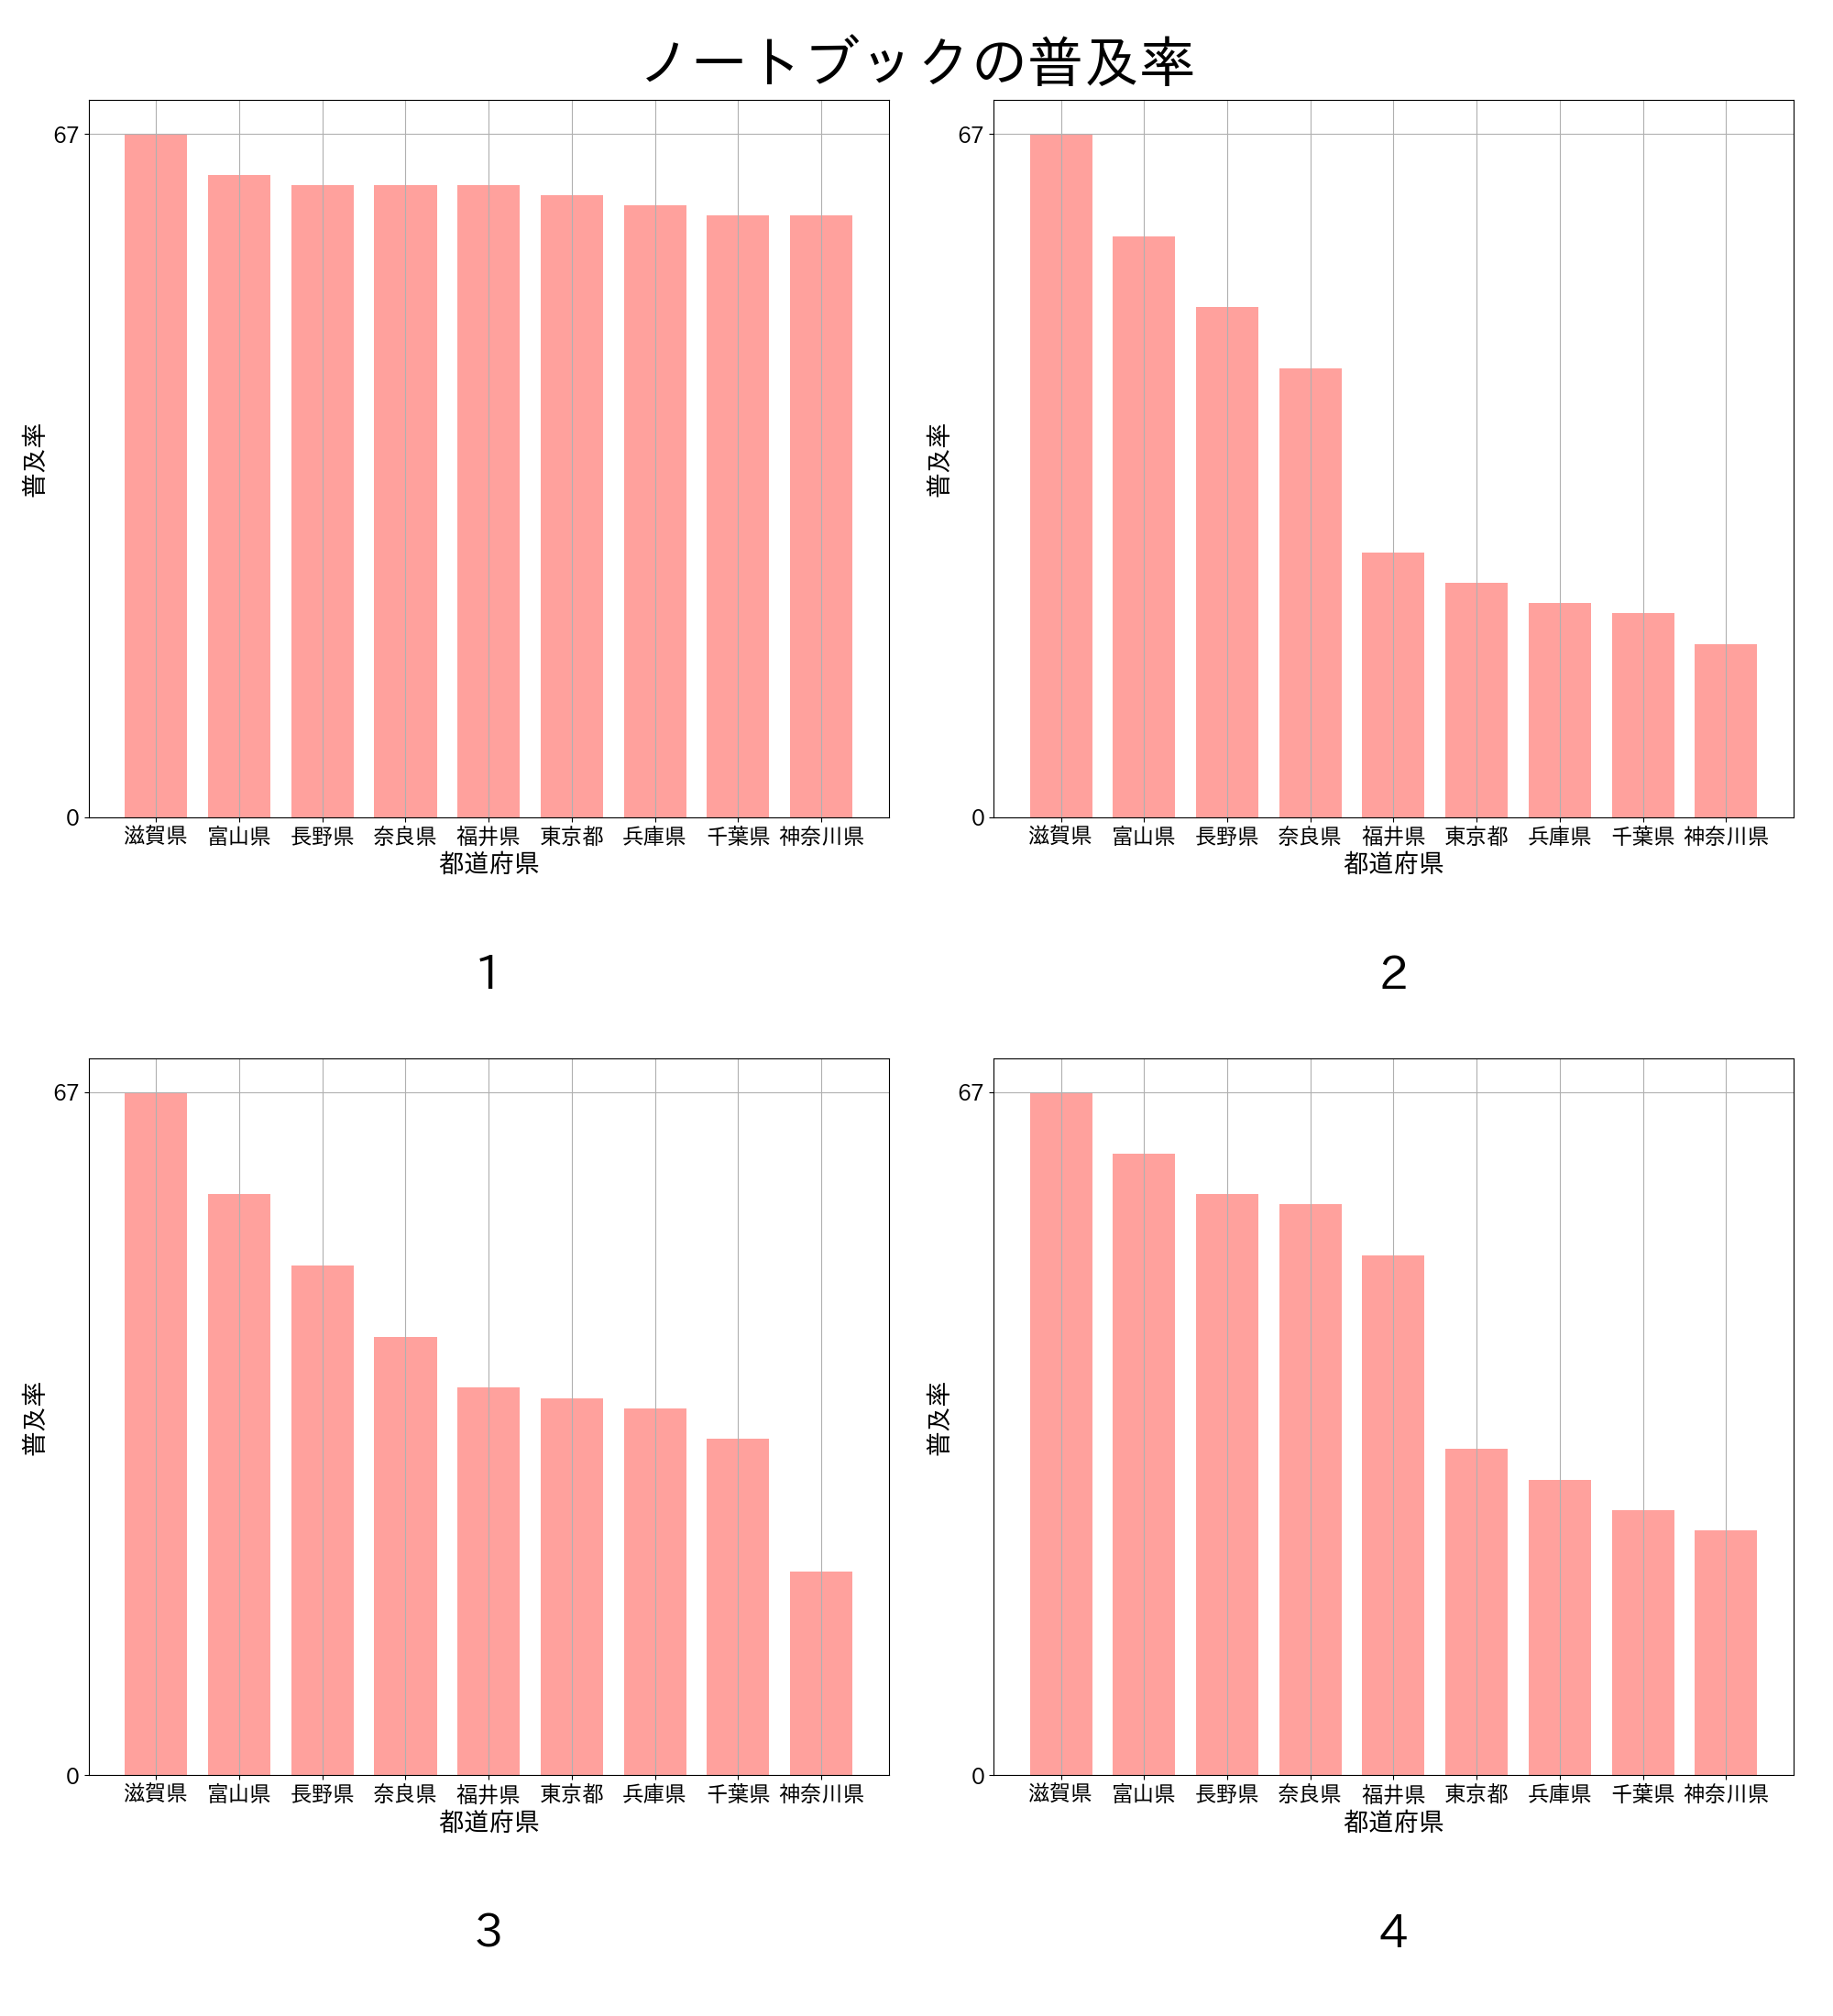 ノートブックの普及率
67
0
普及率
滋賀県 富山県 長野県 奈良県 福井県 東京都 兵庫県 千葉県 神奈川県
都道府県
1
67
0
普及率
滋賀県 富山県 長野県 奈良県 福井県 東京都 兵庫県 千葉県 神奈川県
都道府県
2
67
0
普及率
滋賀県 富山県 長野県 奈良県 福井県 東京都 兵庫県 千葉県 神奈川県
都道府県
3
67
0
普及率
滋賀県 富山県 長野県 奈良県 福井県 東京都 兵庫県 千葉県 神奈川県
都道府県
4